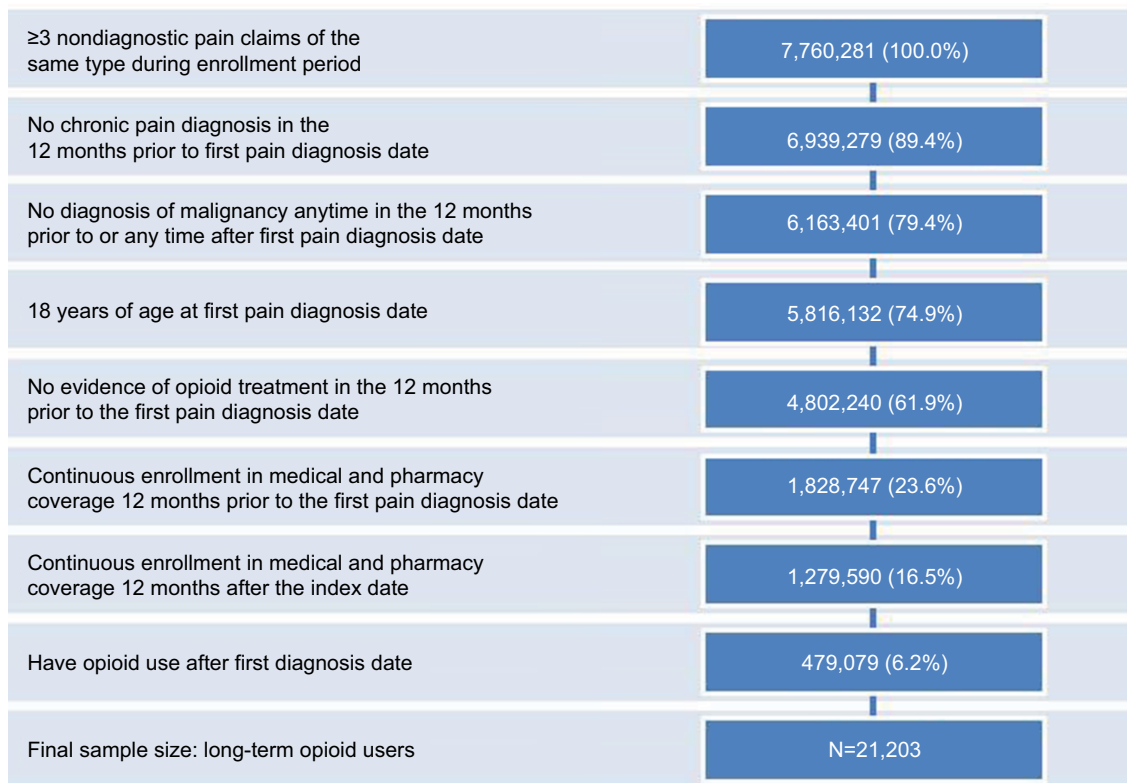 ≥3 nondiagnostic pain claims of the
same type during enrollment period
7,760,281 (100.0%)
No chronic pain diagnosis in the
12 months prior to first pain diagnosis date
6,939,279 (89.4%)
No diagnosis of malignancy anytime in the 12 months
prior to or any time after first pain diagnosis date
6,163,401 (79.4%)
18 years of age at first pain diagnosis date
5,816,132 (74.9%)
No evidence of opioid treatment in the 12 months
prior to the first pain diagnosis date
4,802,240 (61.9%)
Continuous enrollment in medical and pharmacy
coverage 12 months prior to the first pain diagnosis date
1,828,747 (23.6%)
Continuous enrollment in medical and pharmacy
coverage 12 months after the index date
1,279,590 (16.5%)
Have opioid use after first diagnosis date
479,079 (6.2%)
Final sample size: long-term opioid users
N=21,203